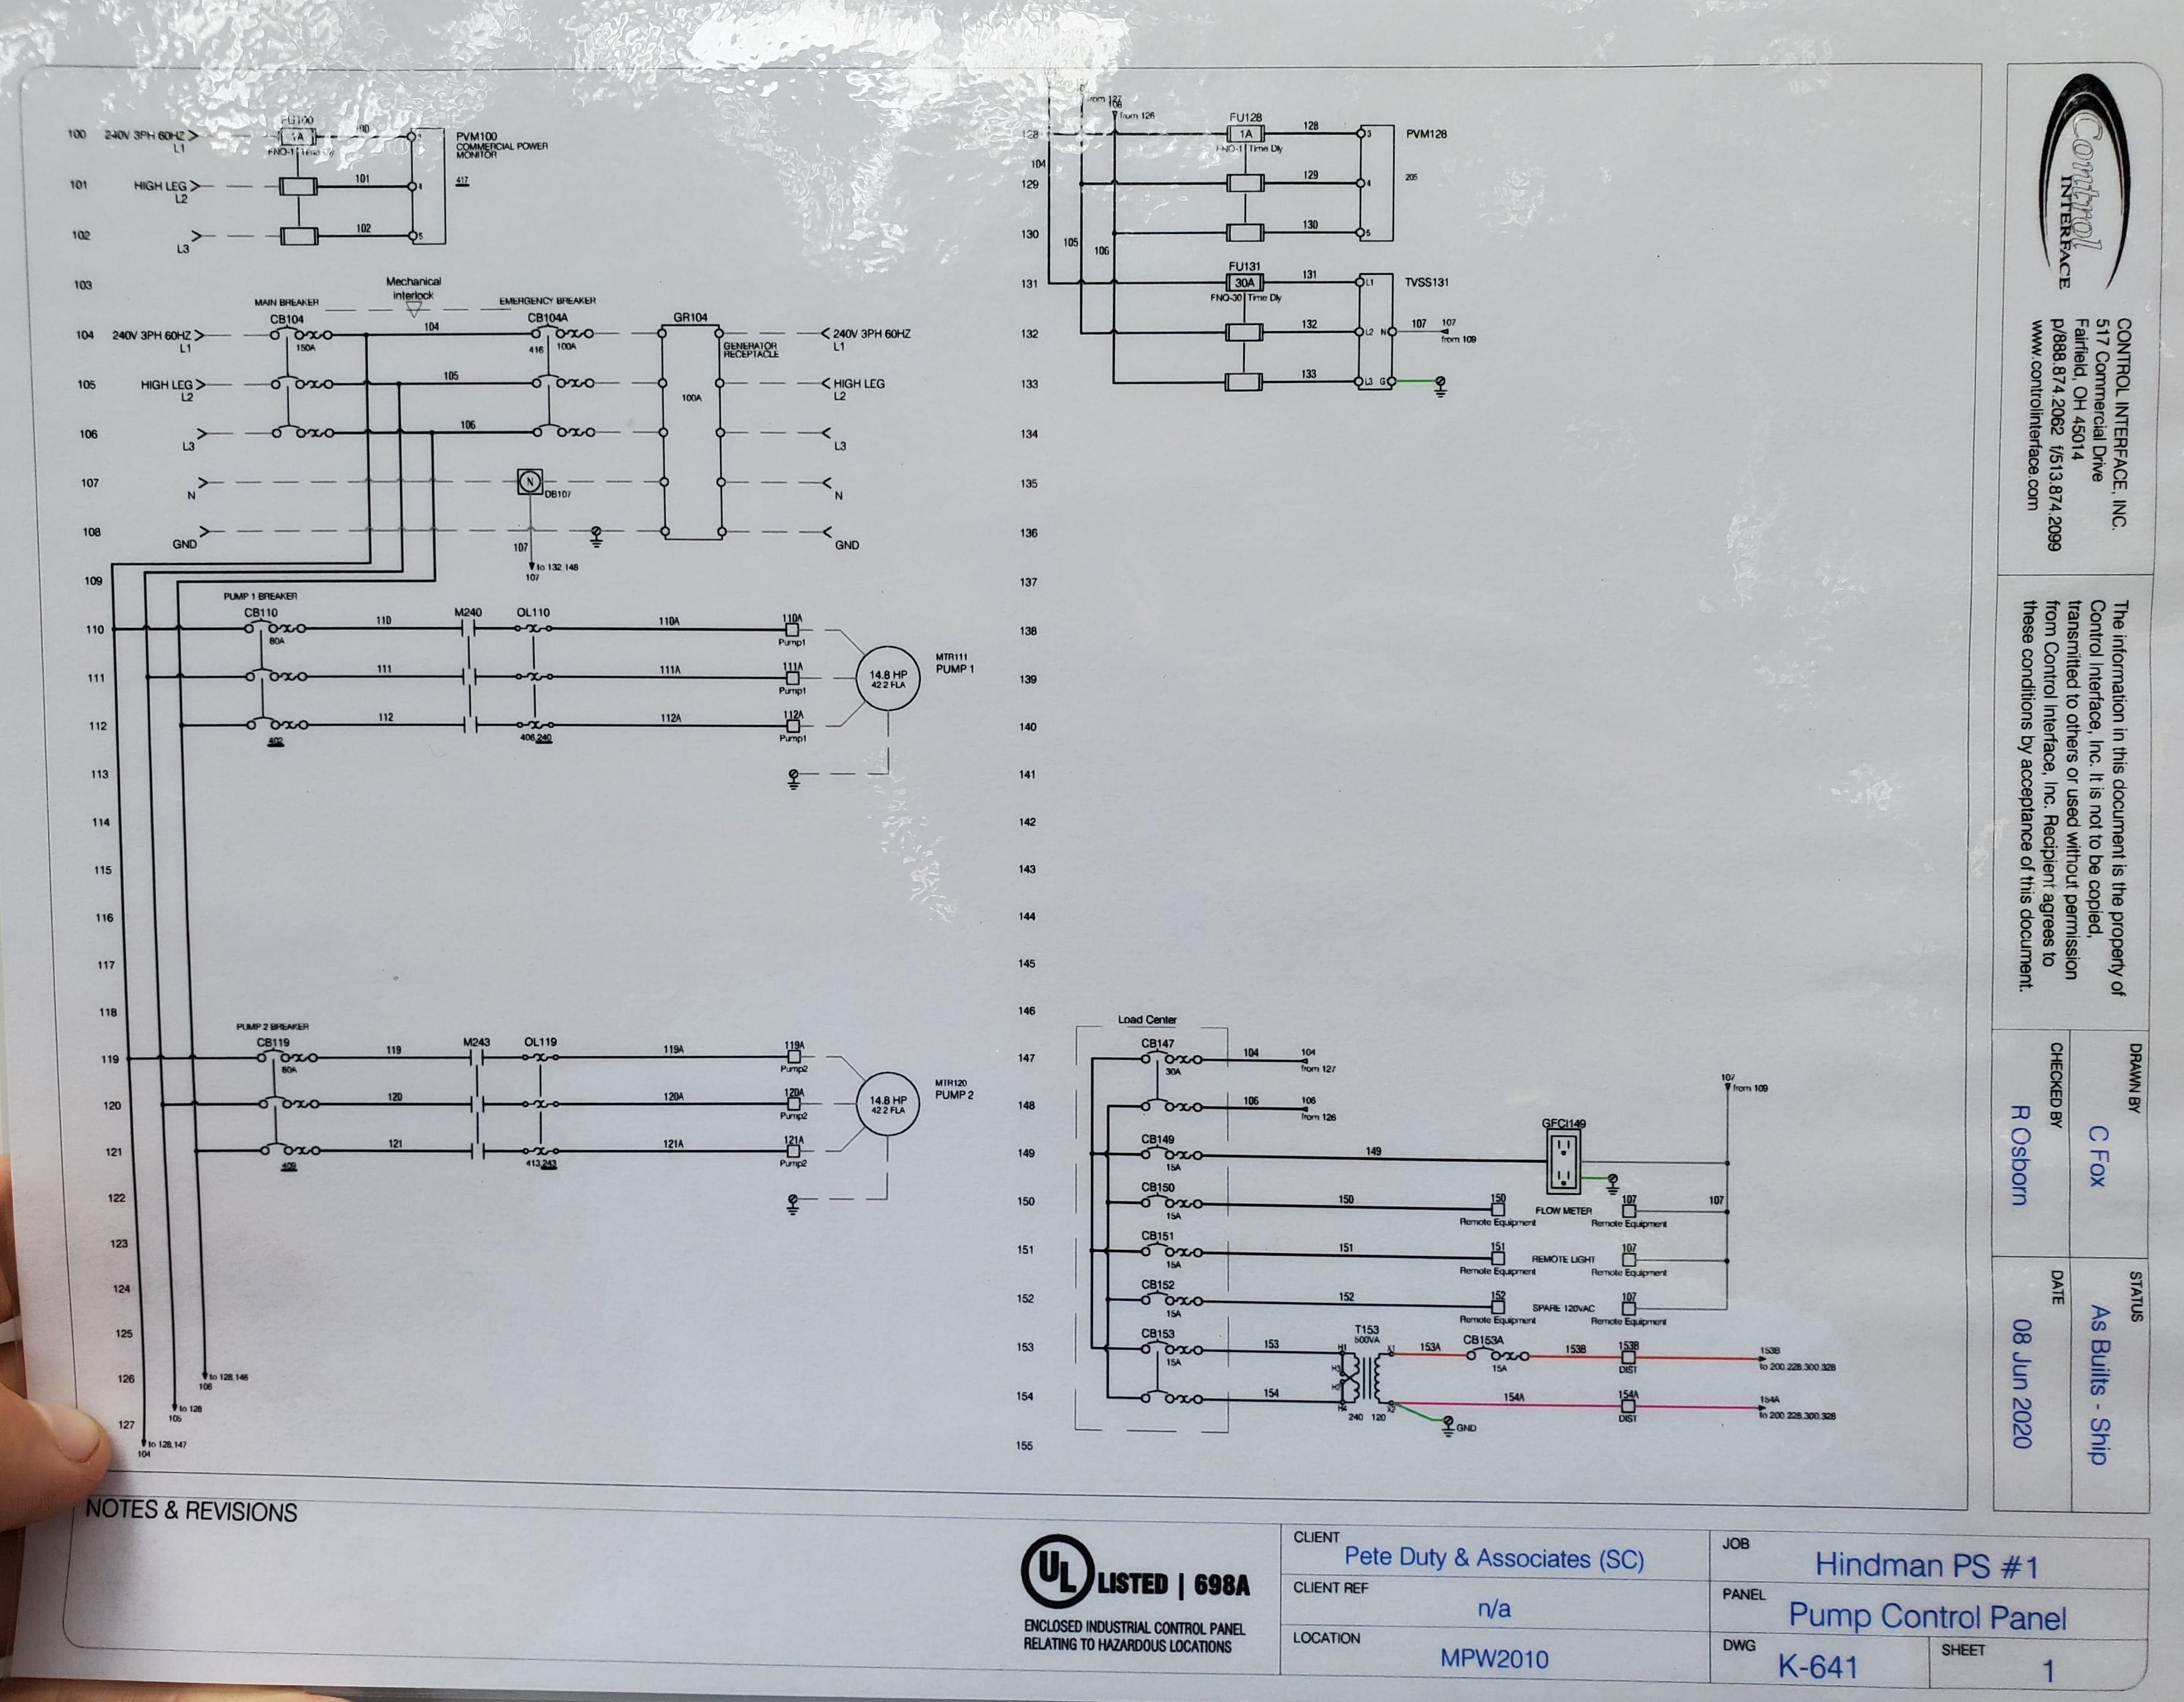 100 240V 3PH 60HZ
L1
FU100
1A
FNQ-1 Time Dly
PVM100
COMMERCIAL POWER
MONITOR
417
101 HIGH LEG
L2
101
4
102
L3
102
5
103
Mechanical
interlock
MAIN BREAKER
EMERGENCY BREAKER
CB104
CB104A
GR104
104 240V 3PH 60HZ
L1
150A
104
416 100A
GENERATOR
RECEPTACLE
240V 3PH 60HZ
L1
105 HIGH LEG
L2
105
100A
HIGH LEG
L2
106
L3
106
L3
107
N
N
DB107
N
108
GND
107
GND
to 132,148
107
109
PUMP 1 BREAKER
CB110
M240
OL110
110
80A
110
110A
110A
Pump1
111
111
111A
111A
Pump1
14.8 HP
42.2 FLA
MTR111
PUMP 1
112
112
112A
112A
Pump1
402
406,240
113
114
115
116
117
118
PUMP 2 BREAKER
CB119
M243
OL119
119
80A
119
119A
119A
Pump2
120
120
120A
120A
Pump2
14.8 HP
42.2 FLA
MTR120
PUMP 2
121
121
121A
121A
Pump2
409
413,243
122
123
124
125
126
to 128,148
106
to 128
105
127
to 128,147
104
from 127
106
from 126
128
FU128
1A
FNQ-1 Time Dly
128
3
PVM128
104
129
129
4
205
130
130
5
105
106
131
FU131
30A
FNQ-30 Time Dly
131
L1
TVSS131
132
132
L2 N
107
107
from 109
133
133
L3 G
134
135
136
137
138
139
140
141
142
143
144
145
146
Load Center
147
CB147
30A
104
104
from 127
148
106
106
from 126
107
from 109
149
CB149
15A
149
GFCI149
150
CB150
15A
150
150
Remote Equipment
FLOW METER
107
Remote Equipment
107
151
CB151
15A
151
151
Remote Equipment
REMOTE LIGHT
107
Remote Equipment
152
CB152
15A
152
152
Remote Equipment
SPARE 120VAC
107
Remote Equipment
153
CB153
15A
153
T153
500VA
H1
H3
H2
H4
X1
X2
240 120
153A
CB153A
15A
153B
153B
DIST
153B
to 200,228,300,328
154
154
154A
154A
DIST
154A
to 200,228,300,328
GND
155
NOTES & REVISIONS
UL LISTED | 698A
ENCLOSED INDUSTRIAL CONTROL PANEL
RELATING TO HAZARDOUS LOCATIONS
CLIENT
Pete Duty & Associates (SC)
CLIENT REF
n/a
LOCATION
MPW2010
JOB
Hindman PS #1
PANEL
Pump Control Panel
DWG
K-641
SHEET
1
Control
INTERFACE
CONTROL INTERFACE, INC.
517 Commercial Drive
Fairfield, OH 45014
p/888.874.2062 f/513.874.2099
www.controlinterface.com
The information in this document is the property of
Control Interface, Inc. It is not to be copied,
transmitted to others or used without permission
from Control Interface, Inc. Recipient agrees to
these conditions by acceptance of this document.
DRAWN BY
C Fox
CHECKED BY
R Osborn
STATUS
As Builts - Ship
DATE
08 Jun 2020